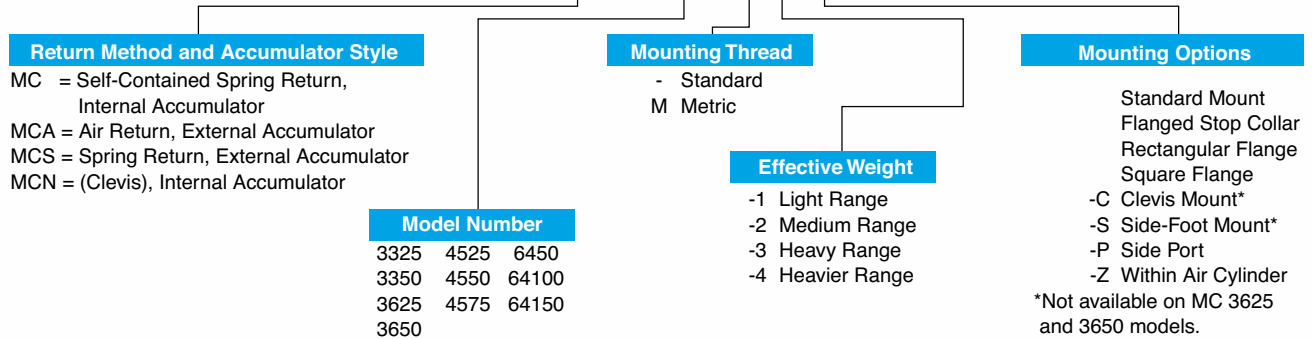 Return Method and Accumulator Style
MC = Self-Contained Spring Return,
Internal Accumulator
MCA = Air Return, External Accumulator
MCS = Spring Return, External Accumulator
MCN = (Clevis), Internal Accumulator
Model Number
3325 4525 6450
3350 4550 64100
3625 4575 64150
3650
Mounting Thread
- Standard
M Metric
Effective Weight
-1 Light Range
-2 Medium Range
-3 Heavy Range
-4 Heavier Range
Mounting Options
Standard Mount
Flanged Stop Collar
Rectangular Flange
Square Flange
-C Clevis Mount*
-S Side-Foot Mount*
-P Side Port
-Z Within Air Cylinder
*Not available on MC 3625
and 3650 models.